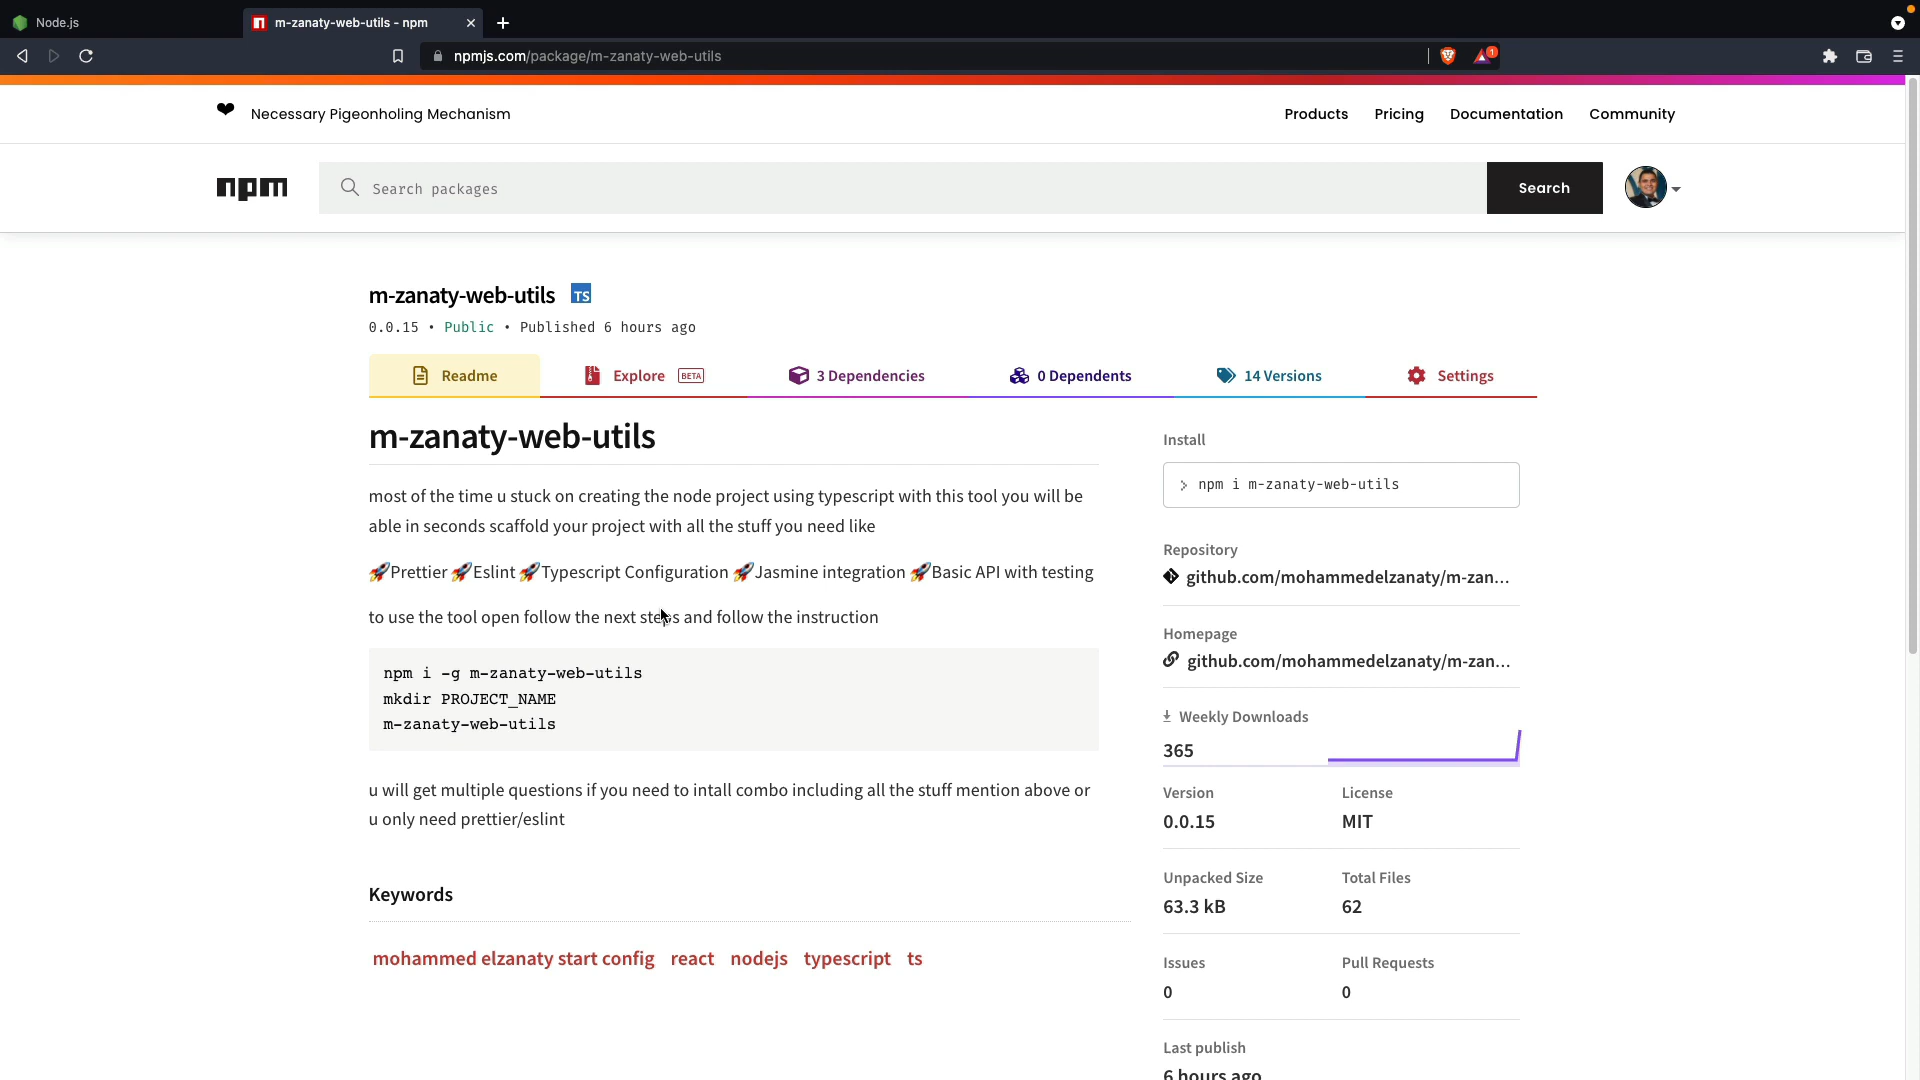 Node.js
m-zanaty-web-utils - npm
npmjs.com/package/m-zanaty-web-utils
1
❤ Necessary Pigeonholing Mechanism
Products Pricing Documentation Community
npm
Search packages
Search
m-zanaty-web-utils TS
0.0.15 • Public • Published 6 hours ago
Readme
Explore BETA
3 Dependencies
0 Dependents
14 Versions
Settings
m-zanaty-web-utils
most of the time u stuck on creating the node project using typescript with this tool you will be
able in seconds scaffold your project with all the stuff you need like
🚀Prettier 🚀Eslint 🚀Typescript Configuration 🚀Jasmine integration 🚀Basic API with testing
to use the tool open follow the next steps and follow the instruction
npm i -g m-zanaty-web-utils
mkdir PROJECT_NAME
m-zanaty-web-utils
u will get multiple questions if you need to intall combo including all the stuff mention above or
u only need prettier/eslint
Keywords
mohammed elzanaty start config react nodejs typescript ts
Install
> npm i m-zanaty-web-utils
Repository
github.com/mohammedelzanaty/m-zan...
Homepage
github.com/mohammedelzanaty/m-zan...
Weekly Downloads
365
Version License
0.0.15 MIT
Unpacked Size Total Files
63.3 kB 62
Issues Pull Requests
0 0
Last publish
6 hours ago